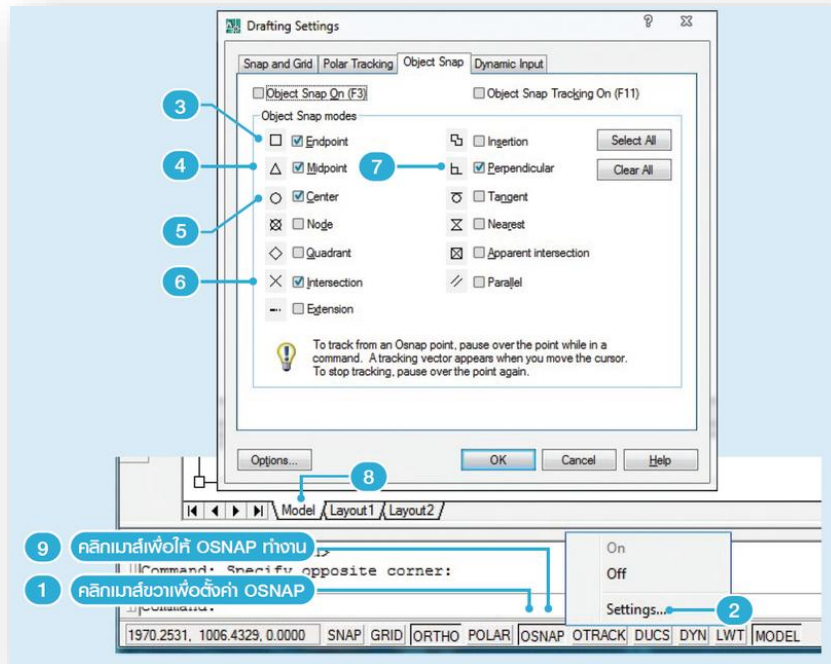 Drafting Settings
Snap and Grid Polar Tracking Object Snap Dynamic Input
Object Snap On (F3) Object Snap Tracking On (F11)
Object Snap modes
3 Endpoint Insertion Select All
4 Midpoint 7 Perpendicular Clear All
5 Center Tangent
Node Nearest
Quadrant Apparent intersection
6 Intersection Parallel
Extension
To track from an Osnap point, pause over the point while in a
command. A tracking vector appears when you move the cursor.
To stop tracking, pause over the point again.
Options... OK Cancel Help
8
Model Layout1 Layout2
9 คลิกเมาส์เพื่อให้ OSNAP ทำงาน On
Command: Specify opposite corner: Off
1 คลิกเมาส์ขวาเพื่อตั้งค่า OSNAP
Command: Settings... 2
1970.2531, 1006.4329, 0.0000 SNAP GRID ORTHO POLAR OSNAP OTRACK DUCS DYN LWT MODEL